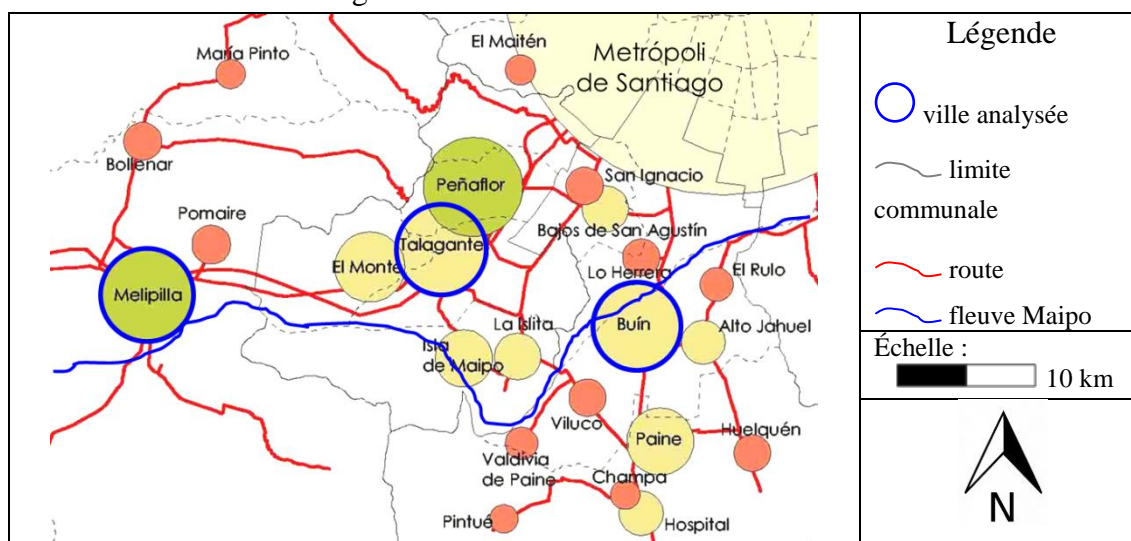 María Pinto
El Maitén
Metrópoli
de Santiago
Bollenar
Peñaflor
San Ignacio
Pomaire
Talagante
Bajos de San Agustín
El Monte
Lo Herrera
El Rulo
Melipilla
La Islita
Buín
Alto Jahuel
Isla
de Maipo
Viluco
Paine
Huelquén
Valdivia
de Paine
Champa
Pintué
Hospital
Légende
ville analysée
limite
communale
route
fleuve Maipo
Échelle :
10 km
N